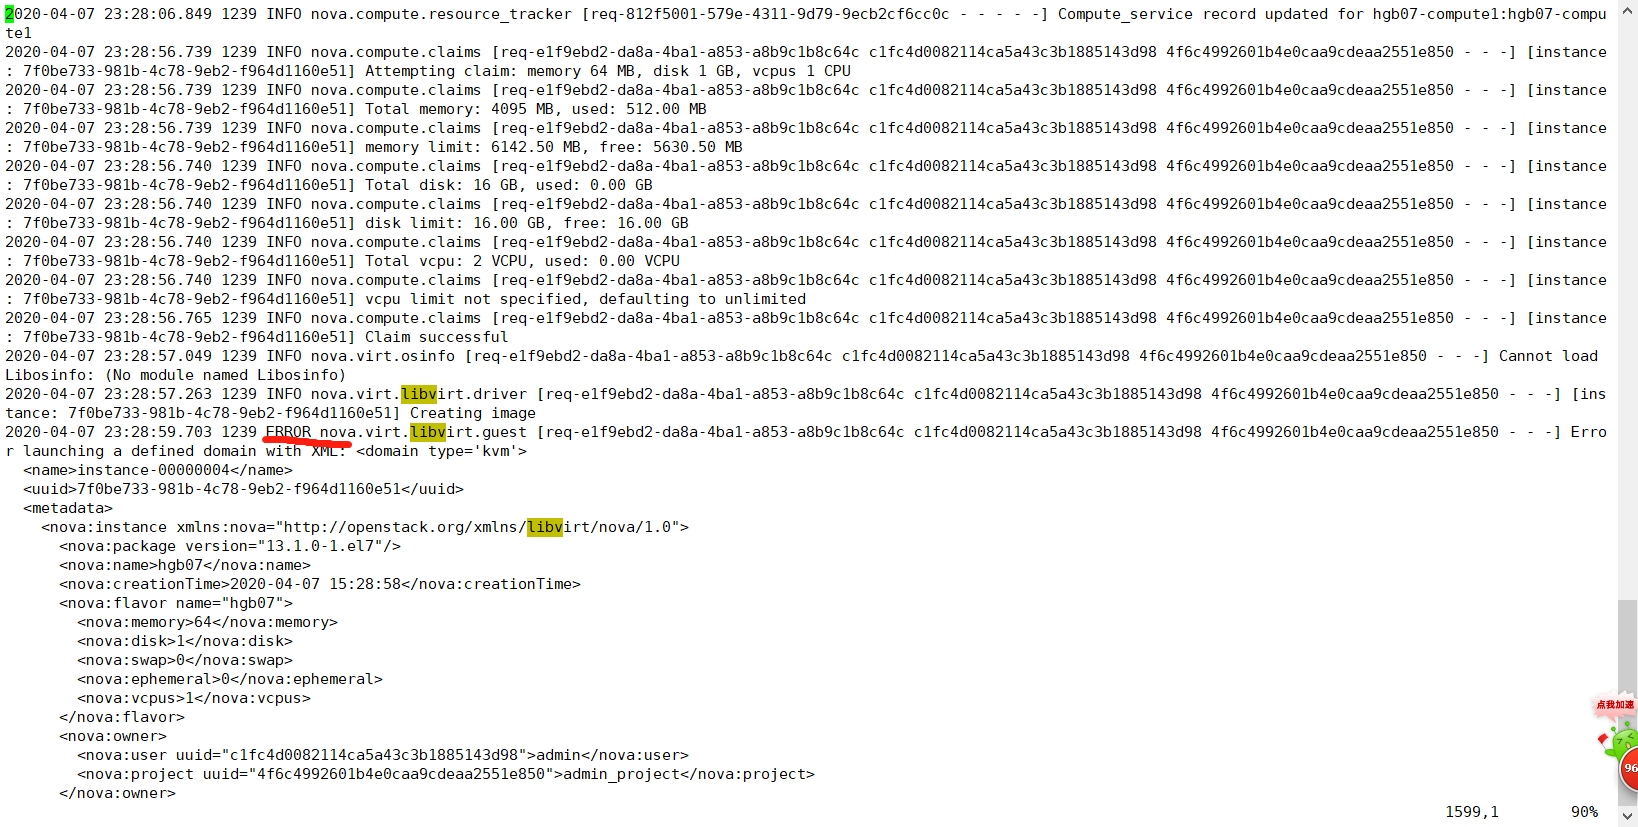 2020-04-07 23:28:06.849 1239 INFO nova.compute.resource_tracker [req-812f5001-579e-4311-9d79-9ecb2cf6cc0c - - - - -] Compute_service record updated for hgb07-compute1:hgb07-compu
te1
2020-04-07 23:28:56.739 1239 INFO nova.compute.claims [req-e1f9ebd2-da8a-4ba1-a853-a8b9c1b8c64c c1fc4d0082114ca5a43c3b1885143d98 4f6c4992601b4e0caa9cdeaa2551e850 - - -] [instance
: 7f0be733-981b-4c78-9eb2-f964d1160e51] Attempting claim: memory 64 MB, disk 1 GB, vcpus 1 CPU
2020-04-07 23:28:56.739 1239 INFO nova.compute.claims [req-e1f9ebd2-da8a-4ba1-a853-a8b9c1b8c64c c1fc4d0082114ca5a43c3b1885143d98 4f6c4992601b4e0caa9cdeaa2551e850 - - -] [instance
: 7f0be733-981b-4c78-9eb2-f964d1160e51] Total memory: 4095 MB, used: 512.00 MB
2020-04-07 23:28:56.739 1239 INFO nova.compute.claims [req-e1f9ebd2-da8a-4ba1-a853-a8b9c1b8c64c c1fc4d0082114ca5a43c3b1885143d98 4f6c4992601b4e0caa9cdeaa2551e850 - - -] [instance
: 7f0be733-981b-4c78-9eb2-f964d1160e51] memory limit: 6142.50 MB, free: 5630.50 MB
2020-04-07 23:28:56.740 1239 INFO nova.compute.claims [req-e1f9ebd2-da8a-4ba1-a853-a8b9c1b8c64c c1fc4d0082114ca5a43c3b1885143d98 4f6c4992601b4e0caa9cdeaa2551e850 - - -] [instance
: 7f0be733-981b-4c78-9eb2-f964d1160e51] Total disk: 16 GB, used: 0.00 GB
2020-04-07 23:28:56.740 1239 INFO nova.compute.claims [req-e1f9ebd2-da8a-4ba1-a853-a8b9c1b8c64c c1fc4d0082114ca5a43c3b1885143d98 4f6c4992601b4e0caa9cdeaa2551e850 - - -] [instance
: 7f0be733-981b-4c78-9eb2-f964d1160e51] disk limit: 16.00 GB, free: 16.00 GB
2020-04-07 23:28:56.740 1239 INFO nova.compute.claims [req-e1f9ebd2-da8a-4ba1-a853-a8b9c1b8c64c c1fc4d0082114ca5a43c3b1885143d98 4f6c4992601b4e0caa9cdeaa2551e850 - - -] [instance
: 7f0be733-981b-4c78-9eb2-f964d1160e51] Total vcpu: 2 VCPU, used: 0.00 VCPU
2020-04-07 23:28:56.740 1239 INFO nova.compute.claims [req-e1f9ebd2-da8a-4ba1-a853-a8b9c1b8c64c c1fc4d0082114ca5a43c3b1885143d98 4f6c4992601b4e0caa9cdeaa2551e850 - - -] [instance
: 7f0be733-981b-4c78-9eb2-f964d1160e51] vcpu limit not specified, defaulting to unlimited
2020-04-07 23:28:56.765 1239 INFO nova.compute.claims [req-e1f9ebd2-da8a-4ba1-a853-a8b9c1b8c64c c1fc4d0082114ca5a43c3b1885143d98 4f6c4992601b4e0caa9cdeaa2551e850 - - -] [instance
: 7f0be733-981b-4c78-9eb2-f964d1160e51] Claim successful
2020-04-07 23:28:57.049 1239 INFO nova.virt.osinfo [req-e1f9ebd2-da8a-4ba1-a853-a8b9c1b8c64c c1fc4d0082114ca5a43c3b1885143d98 4f6c4992601b4e0caa9cdeaa2551e850 - - -] Cannot load
Libosinfo: (No module named Libosinfo)
2020-04-07 23:28:57.263 1239 INFO nova.virt.libvirt.driver [req-e1f9ebd2-da8a-4ba1-a853-a8b9c1b8c64c c1fc4d0082114ca5a43c3b1885143d98 4f6c4992601b4e0caa9cdeaa2551e850 - - -] [ins
tance: 7f0be733-981b-4c78-9eb2-f964d1160e51] Creating image
2020-04-07 23:28:59.703 1239 ERROR nova.virt.libvirt.guest [req-e1f9ebd2-da8a-4ba1-a853-a8b9c1b8c64c c1fc4d0082114ca5a43c3b1885143d98 4f6c4992601b4e0caa9cdeaa2551e850 - - -] Erro
r launching a defined domain with XML: <domain type='kvm'>
<name>instance-00000004</name>
<uuid>7f0be733-981b-4c78-9eb2-f964d1160e51</uuid>
<metadata>
<nova:instance xmlns:nova="http://openstack.org/xmlns/libvirt/nova/1.0">
<nova:package version="13.1.0-1.el7"/>
<nova:name>hgb07</nova:name>
<nova:creationTime>2020-04-07 15:28:58</nova:creationTime>
<nova:flavor name="hgb07">
<nova:memory>64</nova:memory>
<nova:disk>1</nova:disk>
<nova:swap>0</nova:swap>
<nova:ephemeral>0</nova:ephemeral>
<nova:vcpus>1</nova:vcpus>
</nova:flavor>
<nova:owner>
<nova:user uuid="c1fc4d0082114ca5a43c3b1885143d98">admin</nova:user>
<nova:project uuid="4f6c4992601b4e0caa9cdeaa2551e850">admin_project</nova:project>
</nova:owner>
1599,1 90%
点我加速
96